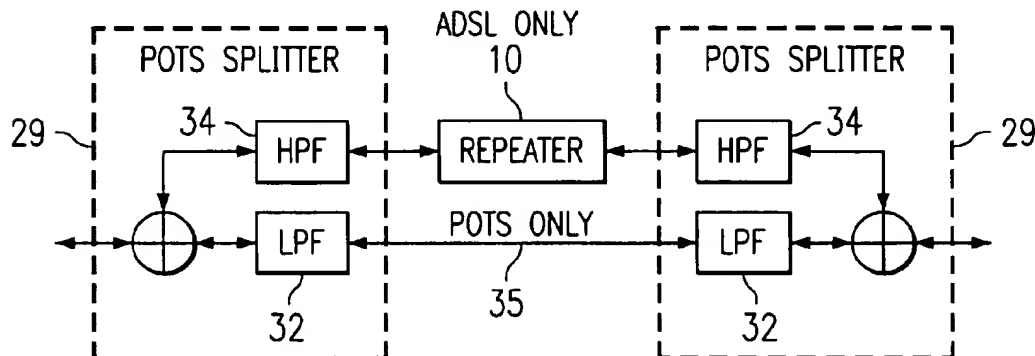 ADSL ONLY
POTS SPLITTER
10
POTS SPLITTER
29
34
34
29
HPF
REPEATER
HPF
POTS ONLY
LPF
LPF
32
35
32